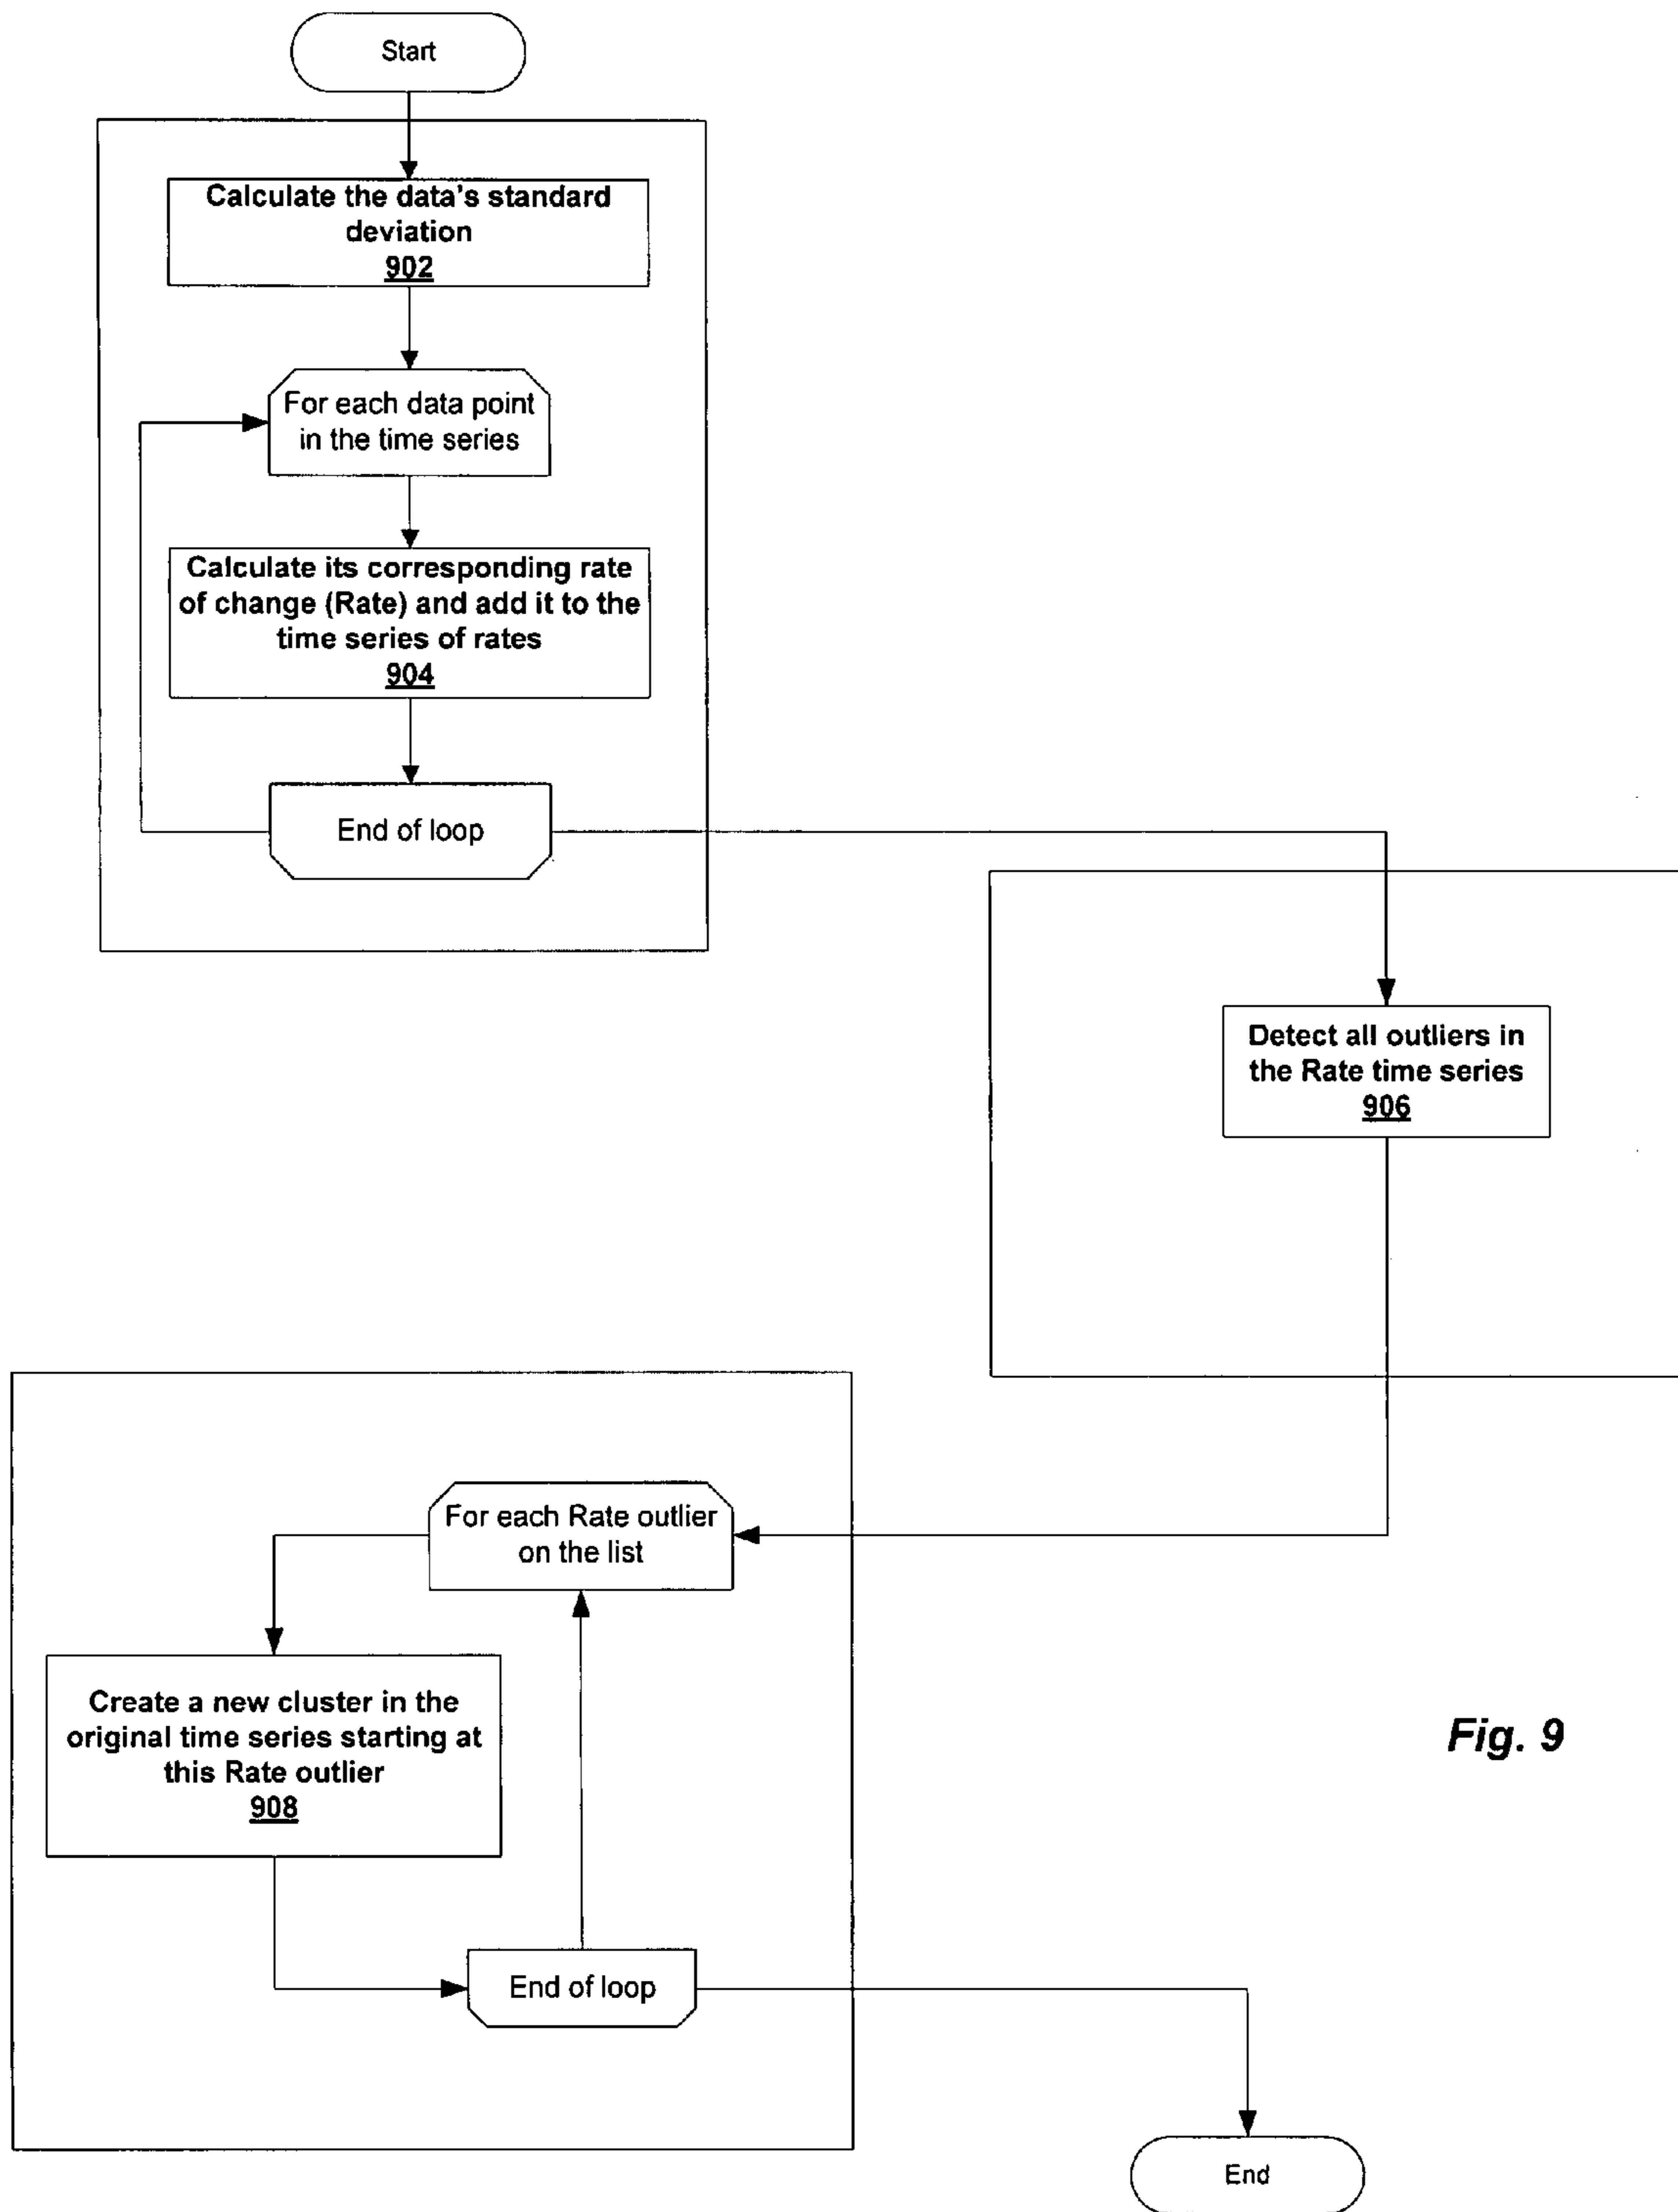 Start
Calculate the data's standard
deviation
902
For each data point
in the time series
Calculate its corresponding rate
of change (Rate) and add it to the
time series of rates
904
End of loop
Detect all outliers in
the Rate time series
906
For each Rate outlier
on the list
Create a new cluster in the
original time series starting at
this Rate outlier
908
End of loop
Fig. 9
End